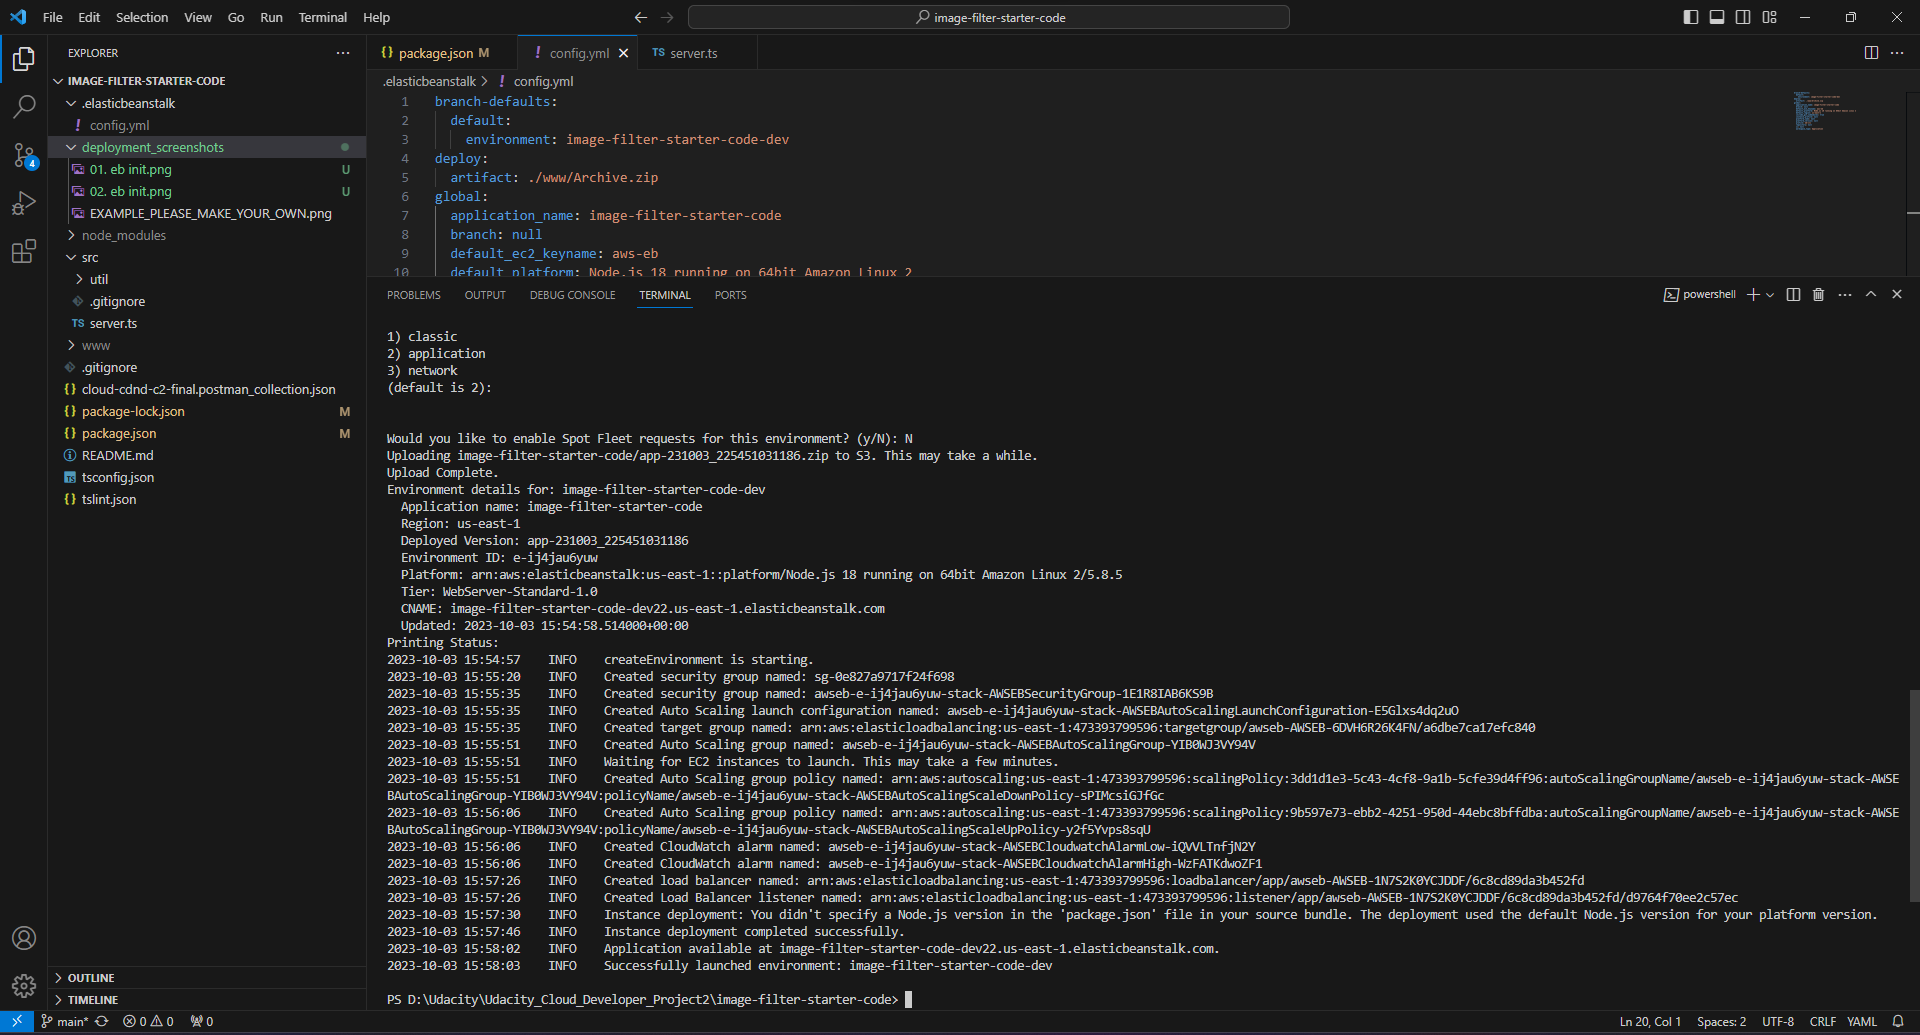 File Edit Selection View Go Run Terminal Help
image-filter-starter-code
EXPLORER
IMAGE-FILTER-STARTER-CODE
.elasticbeanstalk
config.yml
deployment_screenshots
01. eb init.png U
02. eb init.png U
EXAMPLE_PLEASE_MAKE_YOUR_OWN.png
node_modules
src
util
.gitignore
TS server.ts
www
.gitignore
cloud-cdnd-c2-final.postman_collection.json
package-lock.json M
package.json M
README.md
tsconfig.json
tslint.json
OUTLINE
TIMELINE
4
package.json M
config.yml
TS server.ts
.elasticbeanstalk > ! config.yml
1 branch-defaults:
2 default:
3 environment: image-filter-starter-code-dev
4 deploy:
5 artifact: ./www/Archive.zip
6 global:
7 application_name: image-filter-starter-code
8 branch: null
9 default_ec2_keyname: aws-eb
10 default_platform: Node.js 18 running on 64bit Amazon Linux 2
PROBLEMS OUTPUT DEBUG CONSOLE TERMINAL PORTS
powershell
1) classic
2) application
3) network
(default is 2):
Would you like to enable Spot Fleet requests for this environment? (y/N): N
Uploading image-filter-starter-code/app-231003_225451031186.zip to S3. This may take a while.
Upload Complete.
Environment details for: image-filter-starter-code-dev
Application name: image-filter-starter-code
Region: us-east-1
Deployed Version: app-231003_225451031186
Environment ID: e-ij4jau6yuw
Platform: arn:aws:elasticbeanstalk:us-east-1::platform/Node.js 18 running on 64bit Amazon Linux 2/5.8.5
Tier: WebServer-Standard-1.0
CNAME: image-filter-starter-code-dev22.us-east-1.elasticbeanstalk.com
Updated: 2023-10-03 15:54:58.514000+00:00
Printing Status:
2023-10-03 15:54:57 INFO createEnvironment is starting.
2023-10-03 15:55:20 INFO Created security group named: sg-0e827a9717f24f698
2023-10-03 15:55:35 INFO Created security group named: awseb-e-ij4jau6yuw-stack-AWSEBSecurityGroup-1E1R8IAB6KS9B
2023-10-03 15:55:35 INFO Created Auto Scaling launch configuration named: awseb-e-ij4jau6yuw-stack-AWSEBAutoScalingLaunchConfiguration-E5Glxs4dq2uO
2023-10-03 15:55:35 INFO Created target group named: arn:aws:elasticloadbalancing:us-east-1:473393799596:targetgroup/awseb-AWSEB-6DVH6R26K4FN/a6dbe7ca17efc840
2023-10-03 15:55:51 INFO Created Auto Scaling group named: awseb-e-ij4jau6yuw-stack-AWSEBAutoScalingGroup-YIB0WJ3VY94V
2023-10-03 15:55:51 INFO Waiting for EC2 instances to launch. This may take a few minutes.
2023-10-03 15:55:51 INFO Created Auto Scaling group policy named: arn:aws:autoscaling:us-east-1:473393799596:scalingPolicy:3dd1d1e3-5c43-4cf8-9a1b-5cfe39d4ff96:autoScalingGroupName/awseb-e-ij4jau6yuw-stack-AWSE
BAutoScalingGroup-YIB0WJ3VY94V:policyName/awseb-e-ij4jau6yuw-stack-AWSEBAutoScalingScaleDownPolicy-sPIMcsiGJfGc
2023-10-03 15:56:06 INFO Created Auto Scaling group policy named: arn:aws:autoscaling:us-east-1:473393799596:scalingPolicy:9b597e73-ebb2-4251-950d-44ebc8bffdba:autoScalingGroupName/awseb-e-ij4jau6yuw-stack-AWSE
BAutoScalingGroup-YIB0WJ3VY94V:policyName/awseb-e-ij4jau6yuw-stack-AWSEBAutoScalingScaleUpPolicy-y2f5Yvps8sqU
2023-10-03 15:56:06 INFO Created CloudWatch alarm named: awseb-e-ij4jau6yuw-stack-AWSEBCloudwatchAlarmLow-iQVVLTnfjN2Y
2023-10-03 15:56:06 INFO Created CloudWatch alarm named: awseb-e-ij4jau6yuw-stack-AWSEBCloudwatchAlarmHigh-WzFATKdwoZF1
2023-10-03 15:57:26 INFO Created load balancer named: arn:aws:elasticloadbalancing:us-east-1:473393799596:loadbalancer/app/awseb-AWSEB-1N7S2K0YCJDDF/6c8cd89da3b452fd
2023-10-03 15:57:26 INFO Created Load Balancer listener named: arn:aws:elasticloadbalancing:us-east-1:473393799596:listener/app/awseb-AWSEB-1N7S2K0YCJDDF/6c8cd89da3b452fd/d9764f70ee2c57ec
2023-10-03 15:57:30 INFO Instance deployment: You didn't specify a Node.js version in the 'package.json' file in your source bundle. The deployment used the default Node.js version for your platform version.
2023-10-03 15:57:46 INFO Instance deployment completed successfully.
2023-10-03 15:58:02 INFO Application available at image-filter-starter-code-dev22.us-east-1.elasticbeanstalk.com.
2023-10-03 15:58:03 INFO Successfully launched environment: image-filter-starter-code-dev
PS D:\Udacity\Udacity_Cloud_Developer_Project2\image-filter-starter-code>
main* 0 0 0
Ln 20, Col 1 Spaces: 2 UTF-8 CRLF YAML